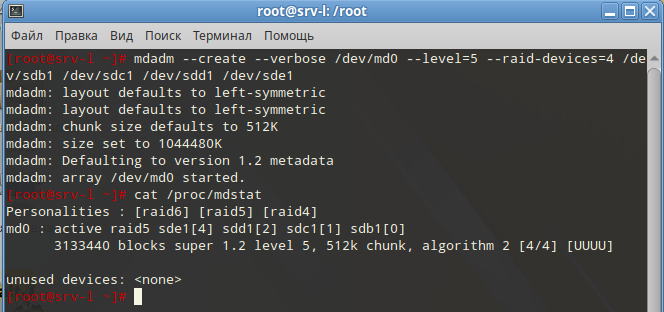 root@srv-l: /root
Файл Правка Вид Поиск Терминал Помощь
[root@srv-l ~]# mdadm --create --verbose /dev/md0 --level=5 --raid-devices=4 /de
v/sdb1 /dev/sdc1 /dev/sdd1 /dev/sde1
mdadm: layout defaults to left-symmetric
mdadm: layout defaults to left-symmetric
mdadm: chunk size defaults to 512K
mdadm: size set to 1044480K
mdadm: Defaulting to version 1.2 metadata
mdadm: array /dev/md0 started.
[root@srv-l ~]# cat /proc/mdstat
Personalities : [raid6] [raid5] [raid4]
md0 : active raid5 sde1[4] sdd1[2] sdc1[1] sdb1[0]
      3133440 blocks super 1.2 level 5, 512k chunk, algorithm 2 [4/4] [UUUU]

unused devices: <none>
[root@srv-l ~]#